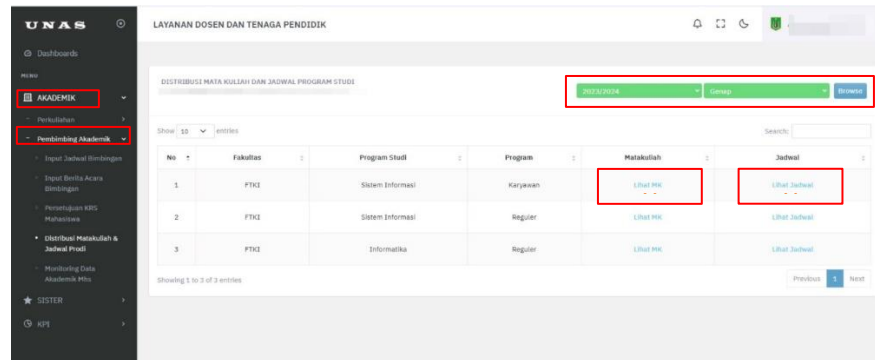 UNAS
LAYANAN DOSEN DAN TENAGA PENDIDIK
Dashboards
MENU
AKADEMIK
Perkuliahan
Pembimbing Akademik
Input Jadwal Bimbingan
Input Berita Acara
Bimbingan
Persetujuan KRS
Mahasiswa
Distribusi Matakuliah &
Jadwal Prodi
Monitoring Data
Akademik Mhs
SISTER
KPI
DISTRIBUSI MATA KULIAH DAN JADWAL PROGRAM STUDI
2023/2024 Genap Browse
Show 10 entries Search:
No Fakultas Program Studi Program Matakuliah Jadwal
1 FTKI Sistem Informasi Karyawan Lihat MK Lihat Jadwal
2 FTKI Sistem Informasi Reguler Lihat MK Lihat Jadwal
3 FTKI Informatika Reguler Lihat MK Lihat Jadwal
Showing 1 to 3 of 3 entries Previous 1 Next